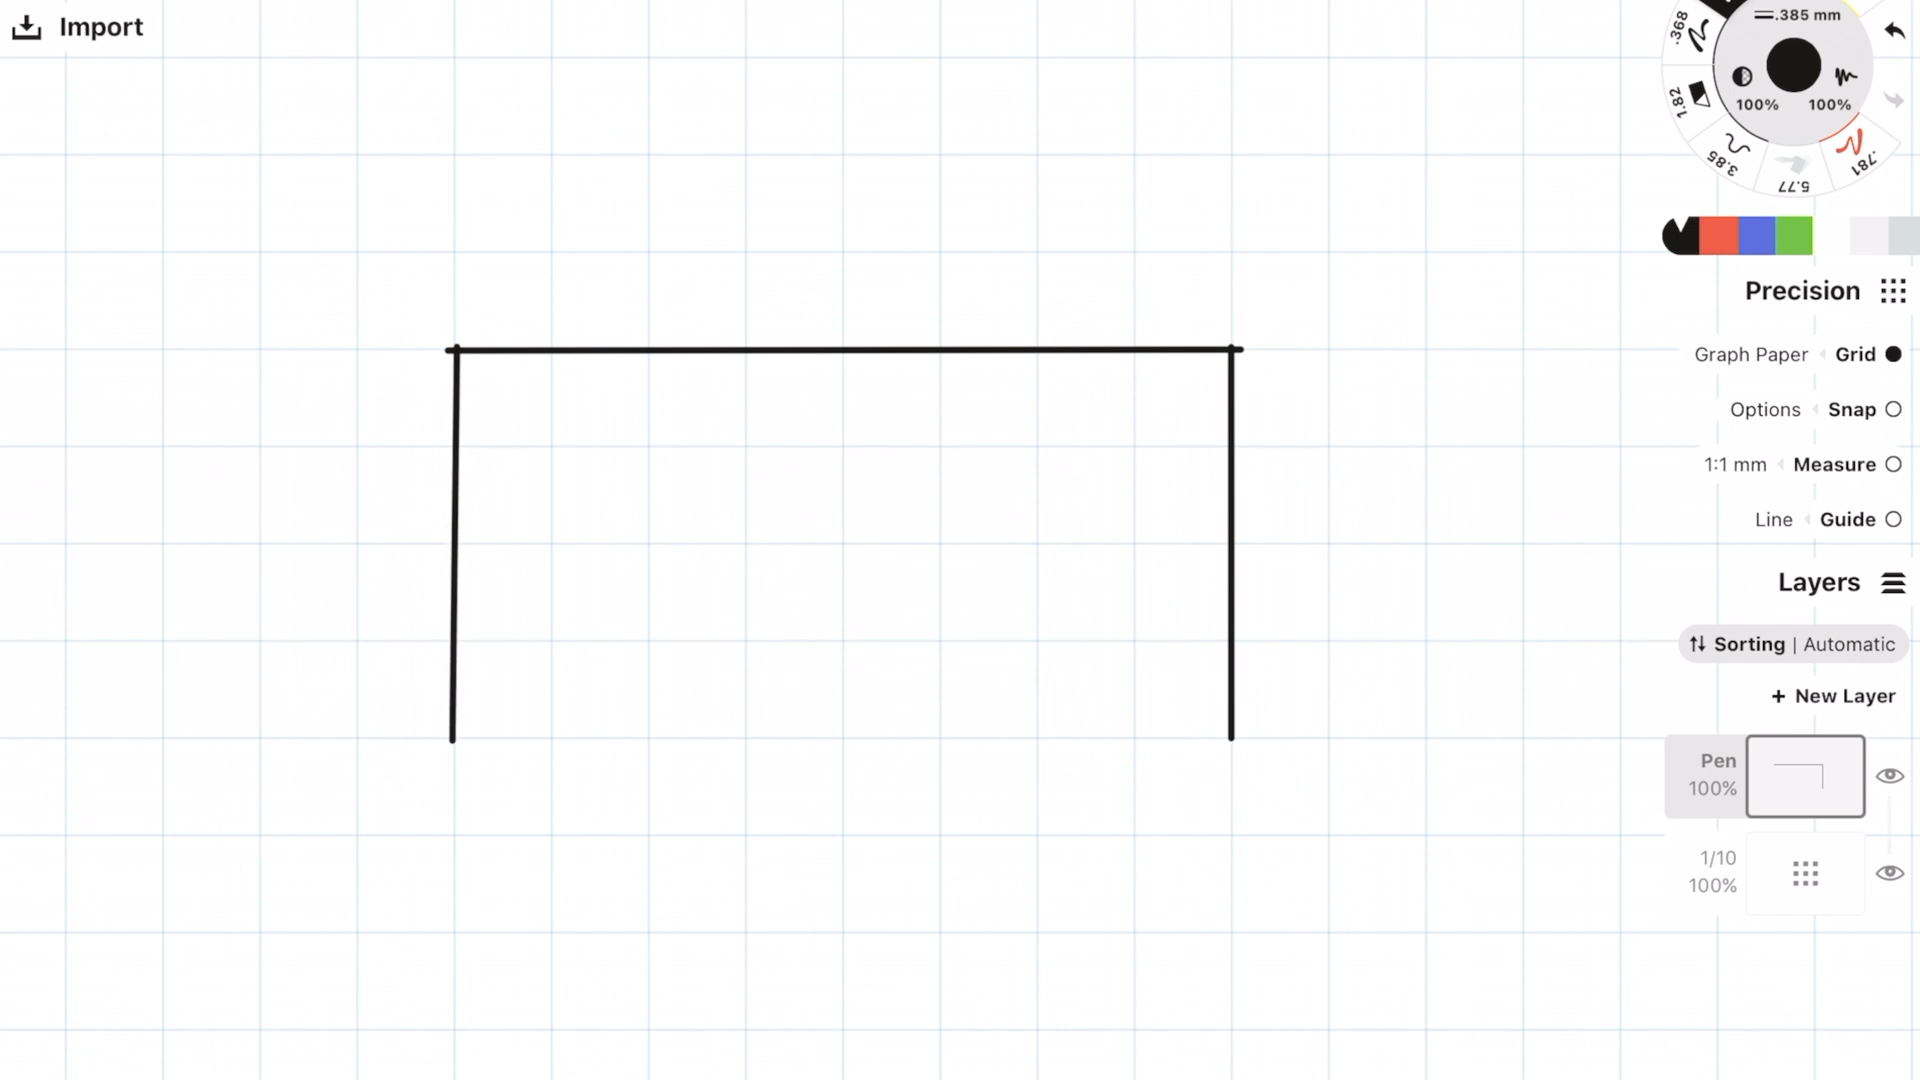 Import
.385 mm
.368
100%
100%
1.82
3.85
5.77
.781
Precision
Graph Paper Grid
Options Snap
1:1 mm Measure
Line Guide
Layers
Sorting | Automatic
+ New Layer
Pen
100%
1/10
100%